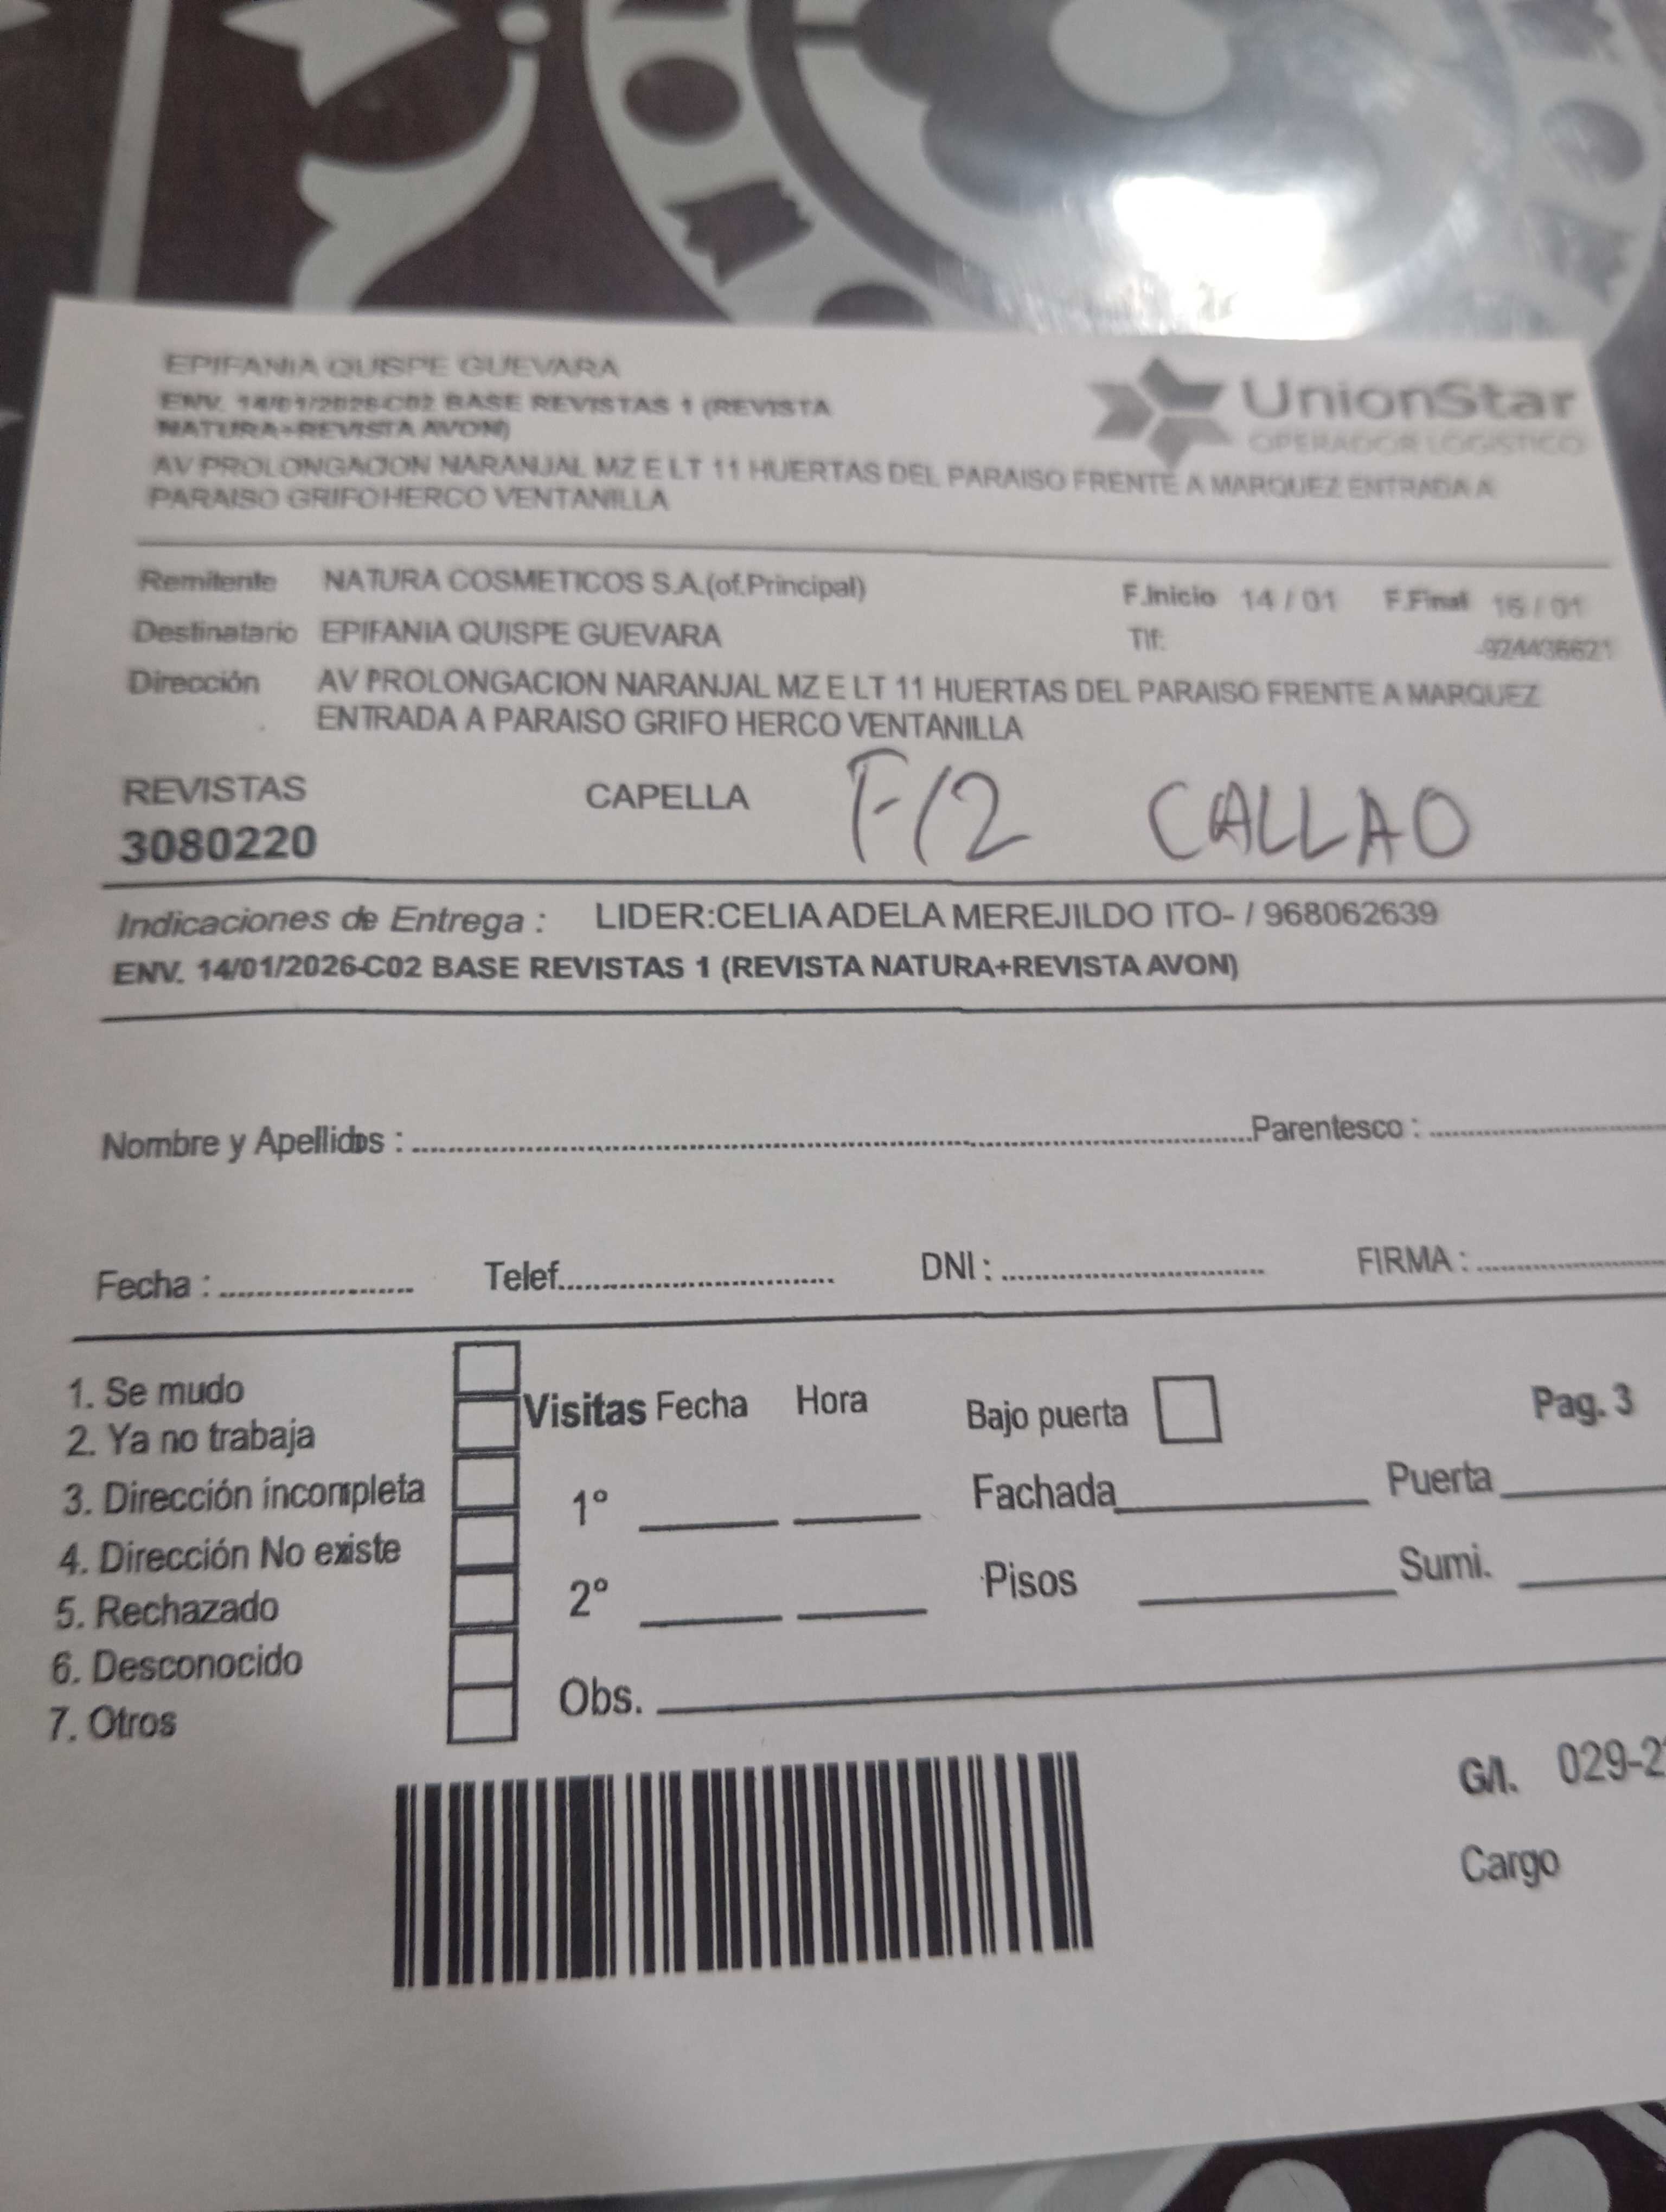 EPIFANIA QUISPE GUEVARA
ENV. 14/01/2026-C02 BASE REVISTAS 1 (REVISTA
NATURA+REVISTA AVON)
UnionStar
OPERADOR LOGISTICO
AV PROLONGACION NARANJAL MZ E LT 11 HUERTAS DEL PARAISO FRENTE A MARQUEZ ENTRADA A
PARAISO GRIFO HERCO VENTANILLA
Remitente NATURA COSMETICOS S.A.(of.Principal) F.Inicio 14 / 01 F.Final 16 / 01
Destinatario EPIFANIA QUISPE GUEVARA Tlf:
Dirección AV PROLONGACION NARANJAL MZ E LT 11 HUERTAS DEL PARAISO FRENTE A MARQUEZ
ENTRADA A PARAISO GRIFO HERCO VENTANILLA
REVISTAS CAPELLA F/2 CALLAO
3080220
Indicaciones de Entrega : LIDER:CELIA ADELA MEREJILDO ITO- / 968062639
ENV. 14/01/2026-C02 BASE REVISTAS 1 (REVISTA NATURA+REVISTA AVON)
Nombre y Apellidos : Parentesco :
Fecha : Telef. DNI : FIRMA :
1. Se mudo
2. Ya no trabaja
3. Dirección incompleta
4. Dirección No existe
5. Rechazado
6. Desconocido
7. Otros
Visitas Fecha Hora
1º
2º
Obs.
Bajo puerta Pag. 3
Fachada Puerta
Pisos Sumi.
G/I. 029-2
Cargo